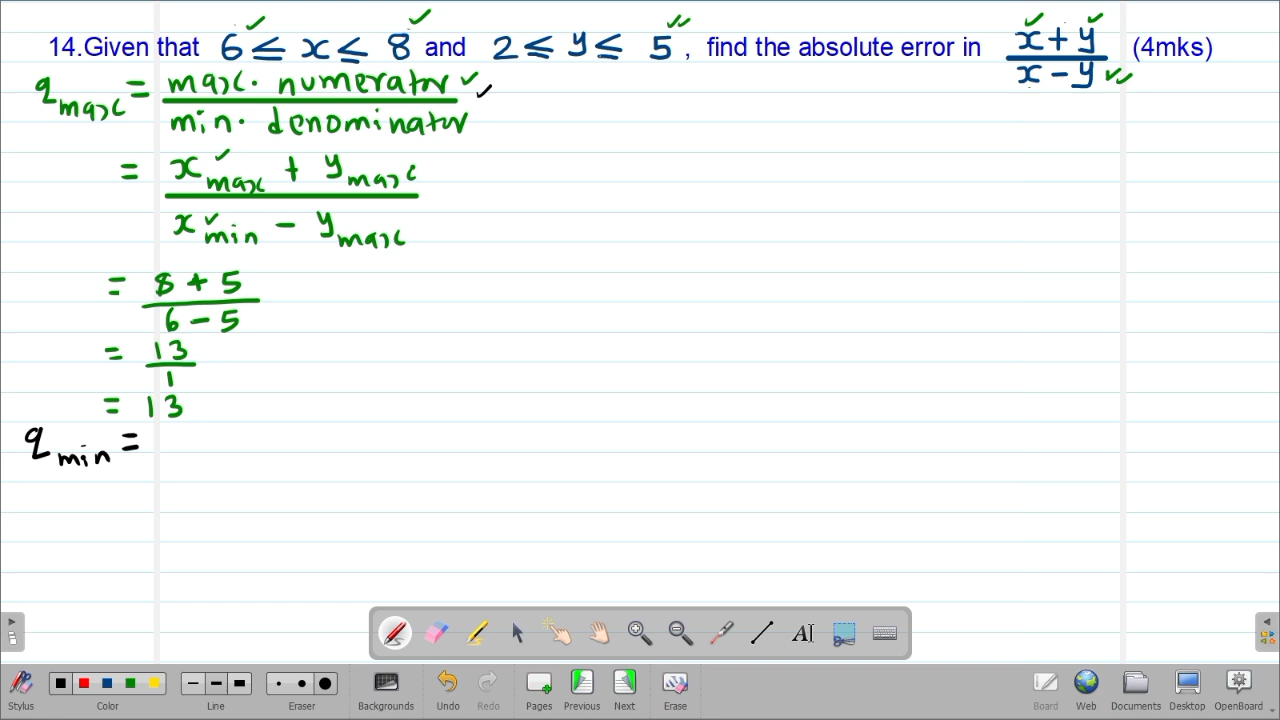 14.Given that 6 ≤ x ≤ 8 and 2 ≤ y ≤ 5 , find the absolute error in (x + y)/(x - y) (4mks)
q max = max. numerator
min. denominator
= x max + y max
x min - y max
= 8 + 5
6 - 5
= 13
1
= 13
q min =
Stylus Color Line Eraser Backgrounds Undo Redo Pages Previous Next Erase Board Web Documents Desktop OpenBoard